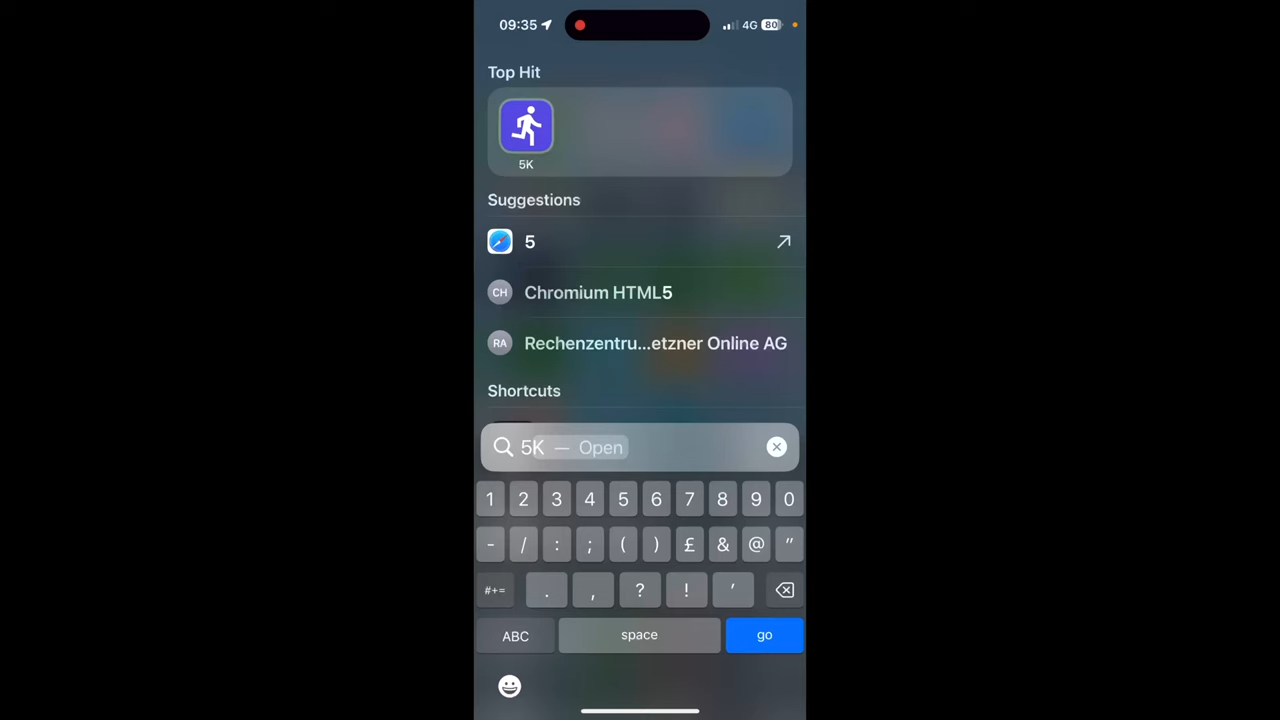 09:35
4G 80
Top Hit
5K
Suggestions
5
CH Chromium HTML5
RA Rechenzentru...etzner Online AG
Shortcuts
5K — Open
1 2 3 4 5 6 7 8 9 0
- / : ; ( ) £ & @ "
#+= . , ? ! ’
ABC space go